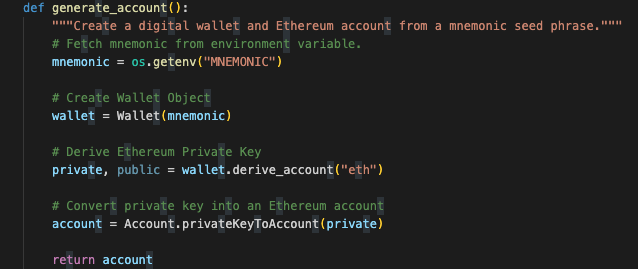 def generate_account():
    """Create a digital wallet and Ethereum account from a mnemonic seed phrase."""
    # Fetch mnemonic from environment variable.
    mnemonic = os.getenv("MNEMONIC")

    # Create Wallet Object
    wallet = Wallet(mnemonic)

    # Derive Ethereum Private Key
    private, public = wallet.derive_account("eth")

    # Convert private key into an Ethereum account
    account = Account.privateKeyToAccount(private)

    return account